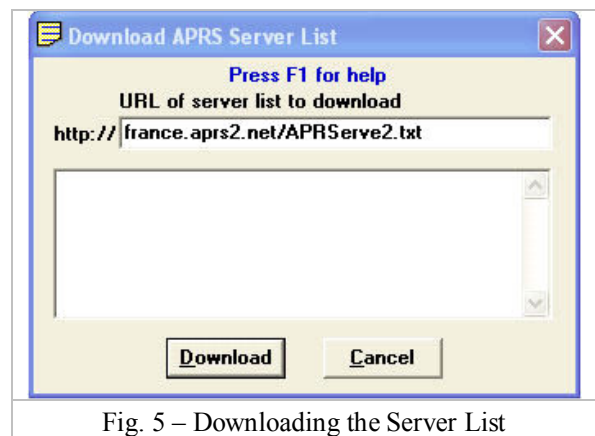 Download APRS Server List
Press F1 for help
URL of server list to download
http:// france.aprs2.net/APRServe2.txt
Download Cancel
Fig. 5 – Downloading the Server List